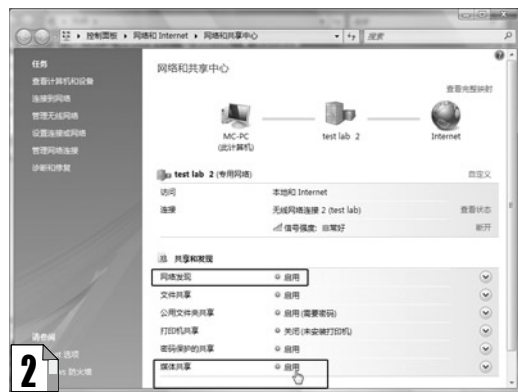 控制面板 ▸ 网络和 Internet ▸ 网络和共享中心
搜索
任务
查看计算机和设备
连接到网络
管理无线网络
设置连接或网络
管理网络连接
诊断和修复
网络和共享中心
查看完整映射
MC-PC
(此计算机)
test lab 2
Internet
test lab 2 (专用网络)
自定义
访问 本地和 Internet
连接 无线网络连接 2 (test lab) 查看状态
信号强度: 非常好 断开
共享和发现
网络发现 启用
文件共享 启用
公用文件夹共享 启用 (需要密码)
打印机共享 关闭 (未安装打印机)
密码保护的共享 启用
媒体共享 启用
请参阅
选项
防火墙
2